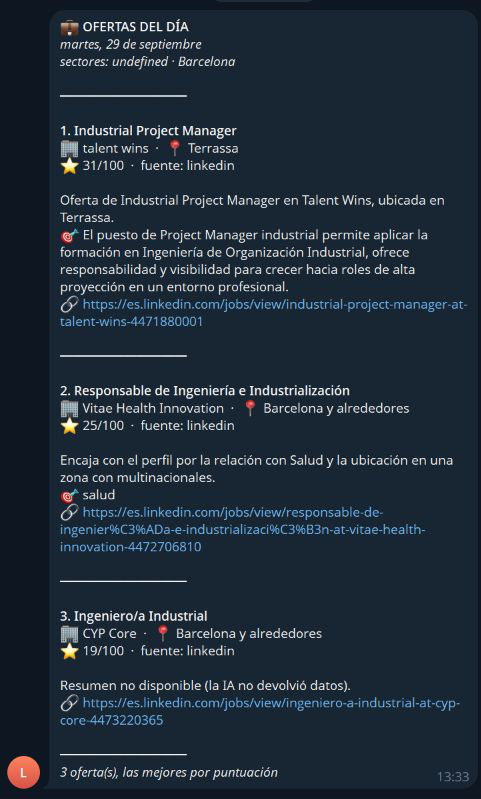 💼 OFERTAS DEL DÍA
martes, 29 de septiembre
sectores: undefined · Barcelona
———————————
1. Industrial Project Manager
🏢 talent wins · 📍 Terrassa
⭐ 31/100 · fuente: linkedin
Oferta de Industrial Project Manager en Talent Wins, ubicada en
Terrassa.
🎯 El puesto de Project Manager industrial permite aplicar la
formación en Ingeniería de Organización Industrial, ofrece
responsabilidad y visibilidad para crecer hacia roles de alta
proyección en un entorno profesional.
🔗 https://es.linkedin.com/jobs/view/industrial-project-manager-at-
talent-wins-4471880001
———————————
2. Responsable de Ingeniería e Industrialización
🏢 Vitae Health Innovation · 📍 Barcelona y alrededores
⭐ 25/100 · fuente: linkedin
Encaja con el perfil por la relación con Salud y la ubicación en una
zona con multinacionales.
🎯 salud
🔗 https://es.linkedin.com/jobs/view/responsable-de-
ingenier%C3%ADa-e-industrializaci%C3%B3n-at-vitae-health-
innovation-4472706810
———————————
3. Ingeniero/a Industrial
🏢 CYP Core · 📍 Barcelona y alrededores
⭐ 19/100 · fuente: linkedin
Resumen no disponible (la IA no devolvió datos).
🔗 https://es.linkedin.com/jobs/view/ingeniero-a-industrial-at-cyp-
core-4473220365
———————————
3 oferta(s), las mejores por puntuación
L
13:33